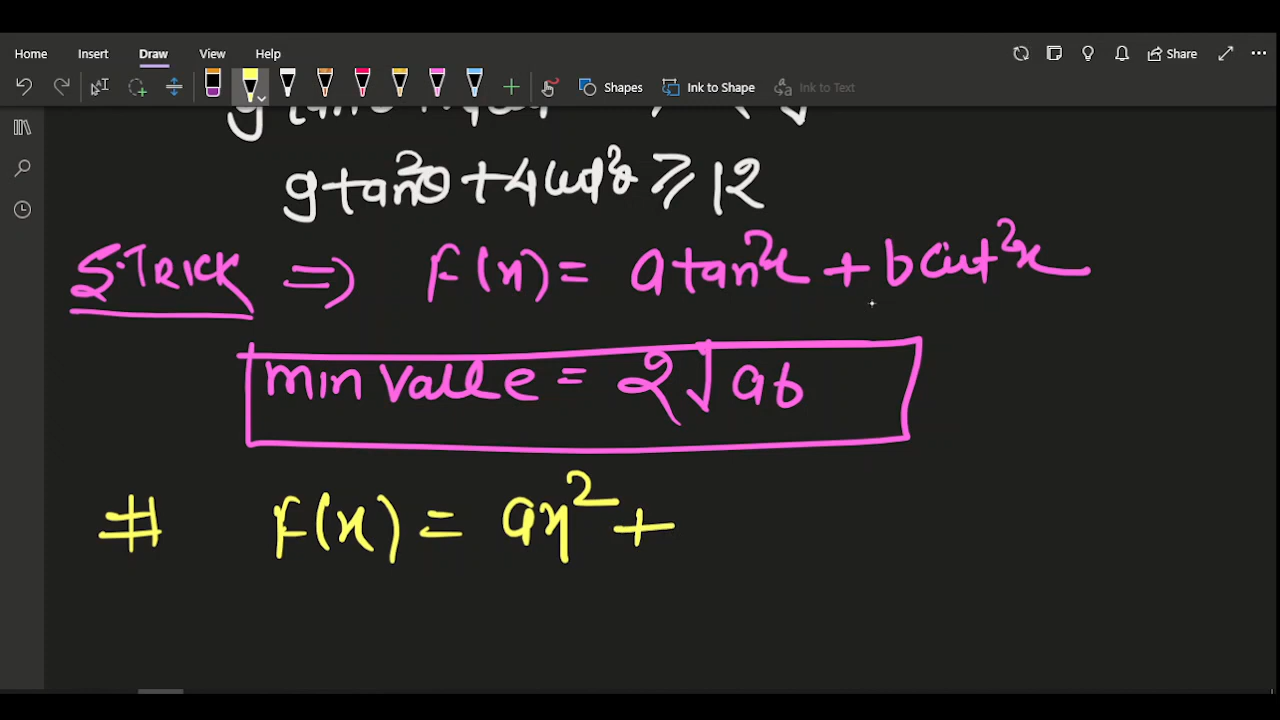 Home Insert Draw View Help Share
Shapes Ink to Shape Ink to Text
9tan²θ + 4cot²θ ≥ 12
S.TRICK => F(x) = atan²x + bcot²x
min value = 2√ab
# F(x) = ax² +